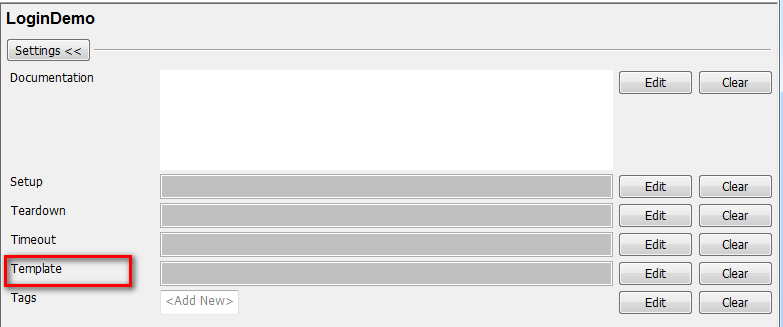 LoginDemo
Settings <<
Documentation Edit Clear
Setup Edit Clear
Teardown Edit Clear
Timeout Edit Clear
Template Edit Clear
Tags <Add New> Edit Clear